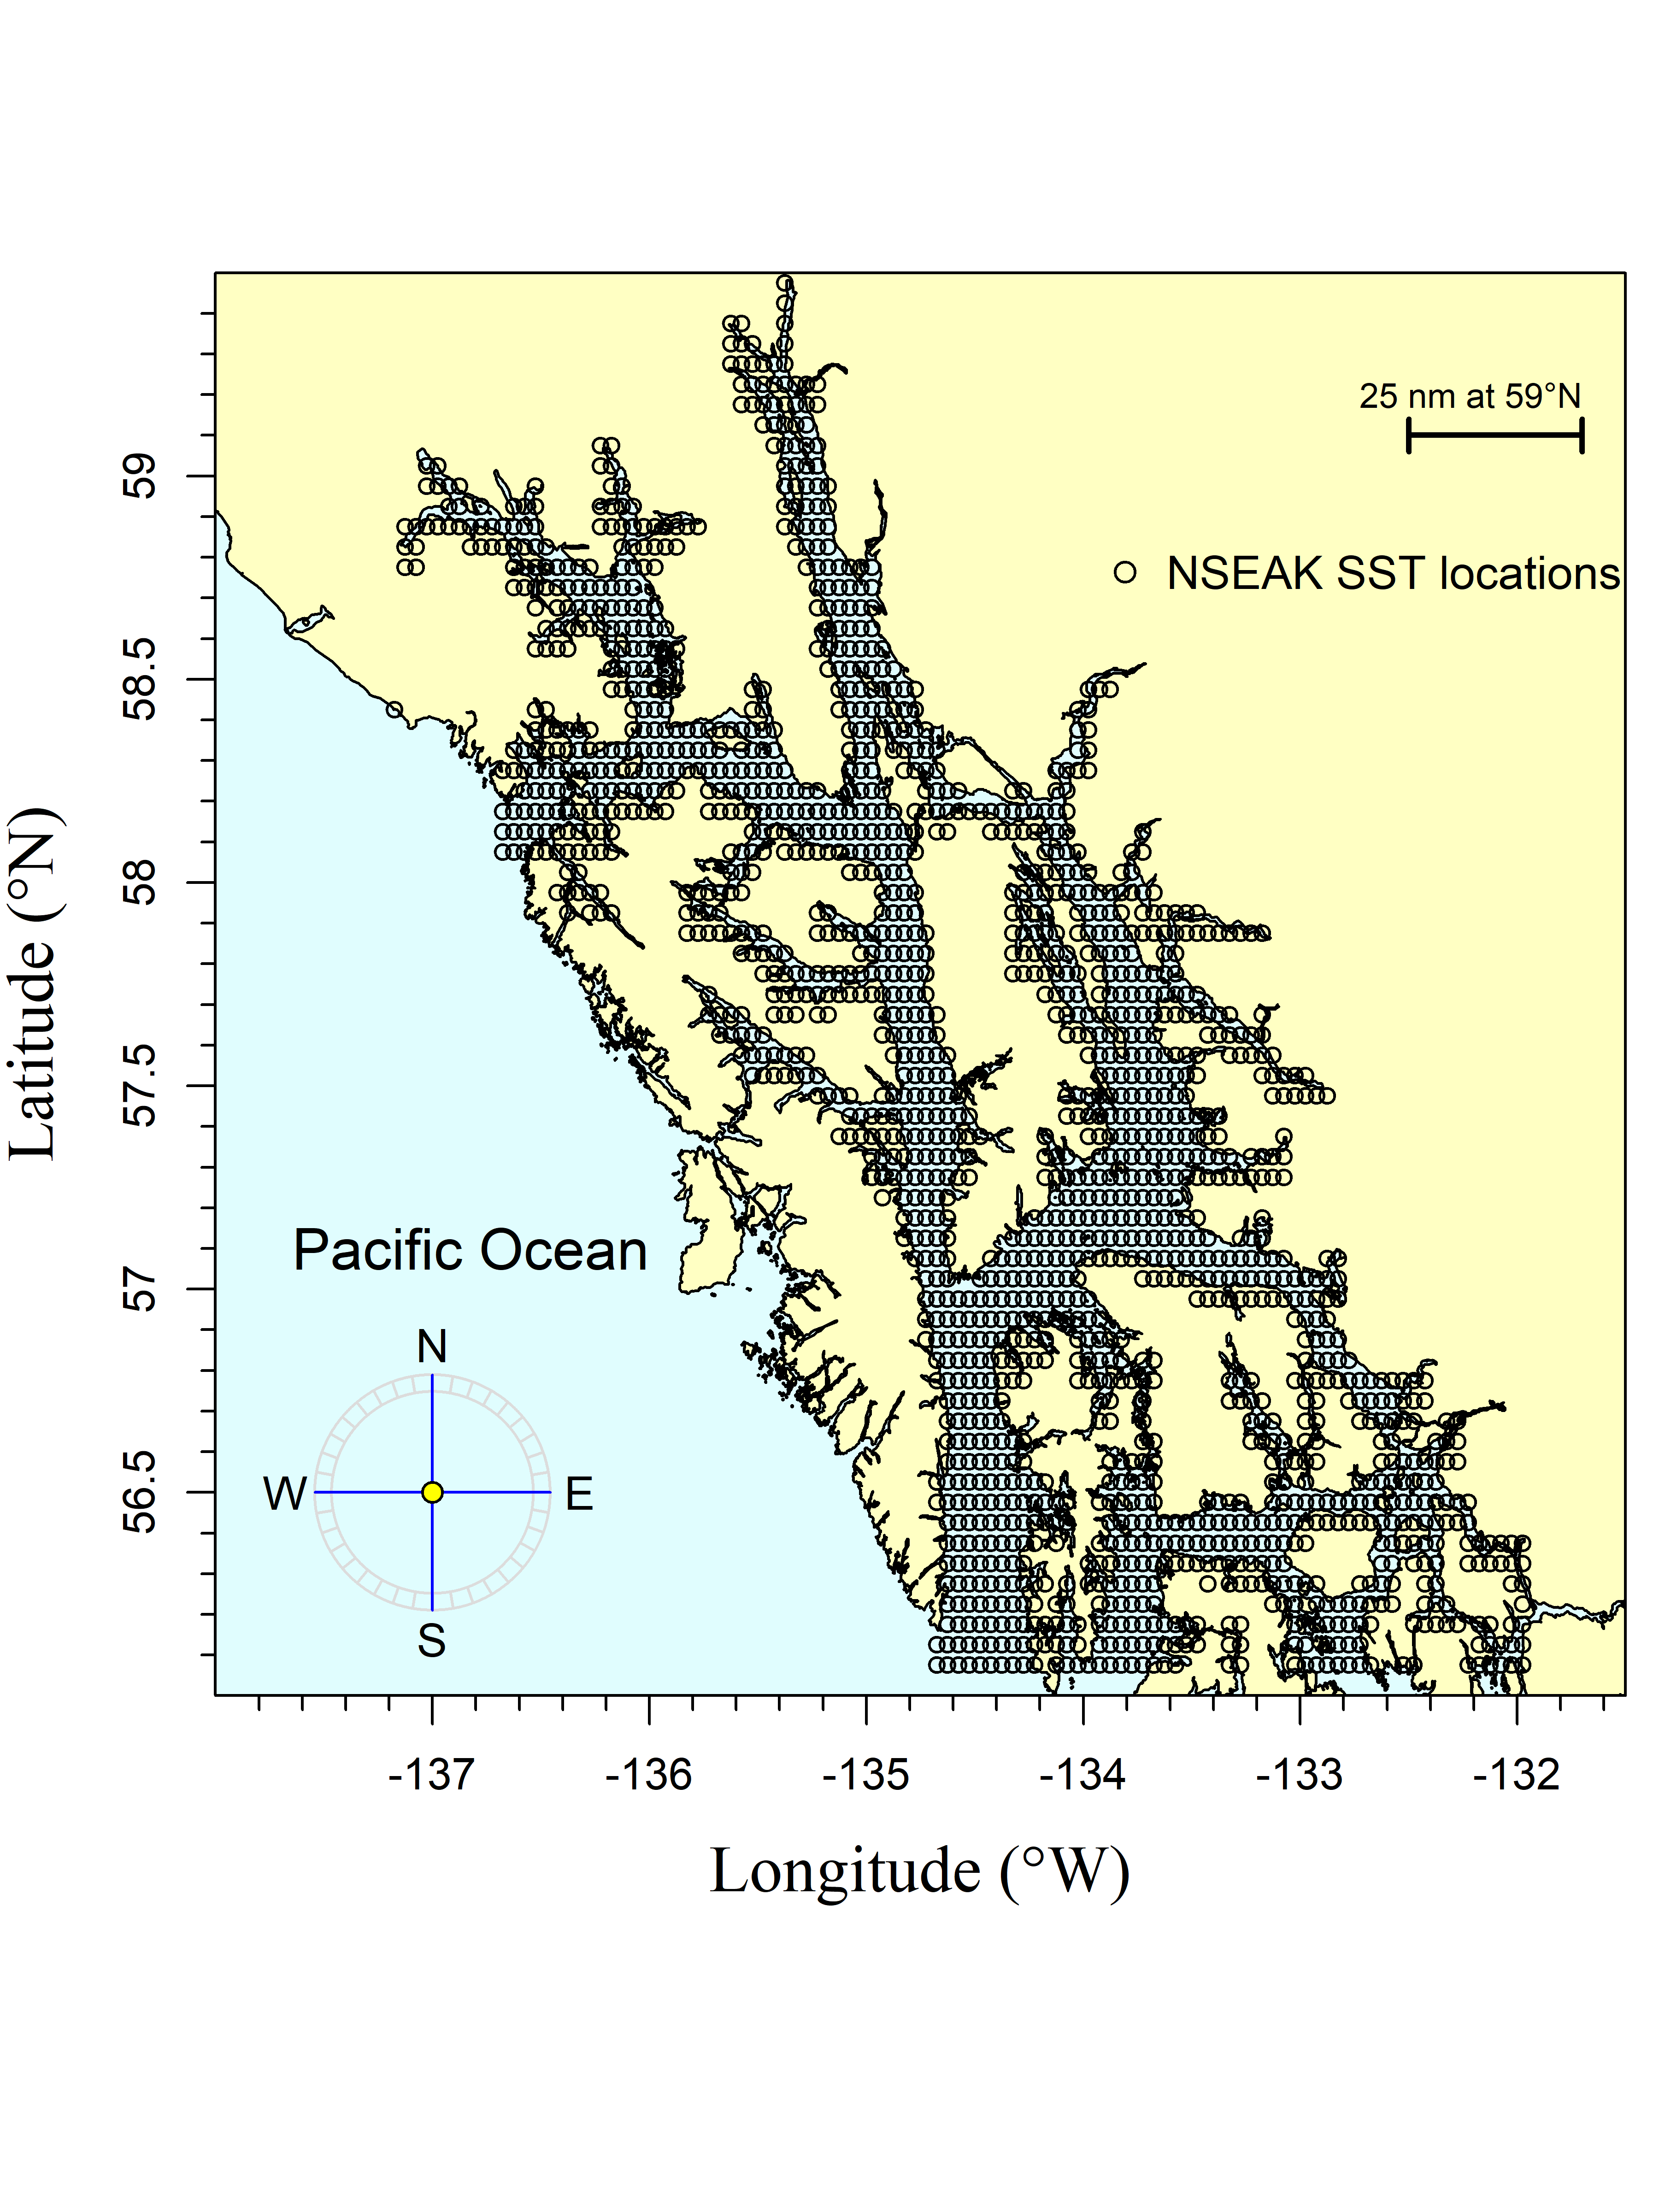 25 nm at 59°N
NSEAK SST locations
Pacific Ocean
N
W
E
S
Latitude (°N)
59
58.5
58
57.5
57
56.5
-137
-136
-135
-134
-133
-132
Longitude (°W)